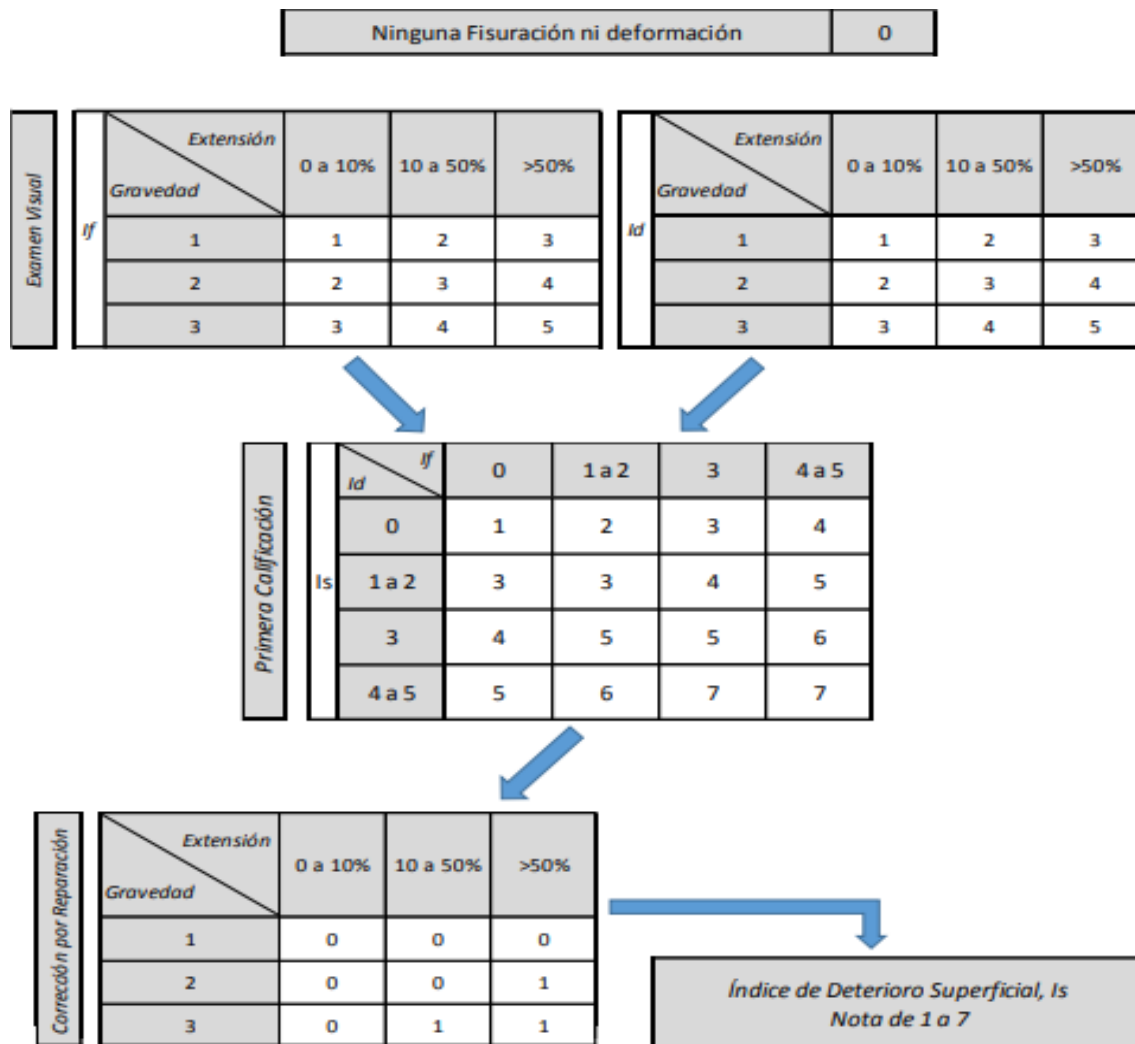 Ninguna Fisuración ni deformación 0
Examen Visual
If
Extensión
Gravedad
0 a 10% 10 a 50% >50%
1 1 2 3
2 2 3 4
3 3 4 5
Id
Extensión
Gravedad
0 a 10% 10 a 50% >50%
1 1 2 3
2 2 3 4
3 3 4 5
Primera Calificación
Is
If
Id
0 1 a 2 3 4 a 5
0 1 2 3 4
1 a 2 3 3 4 5
3 4 5 5 6
4 a 5 5 6 7 7
Corrección por Reparación
Extensión
Gravedad
0 a 10% 10 a 50% >50%
1 0 0 0
2 0 0 1
3 0 1 1
Índice de Deterioro Superficial, Is
Nota de 1 a 7